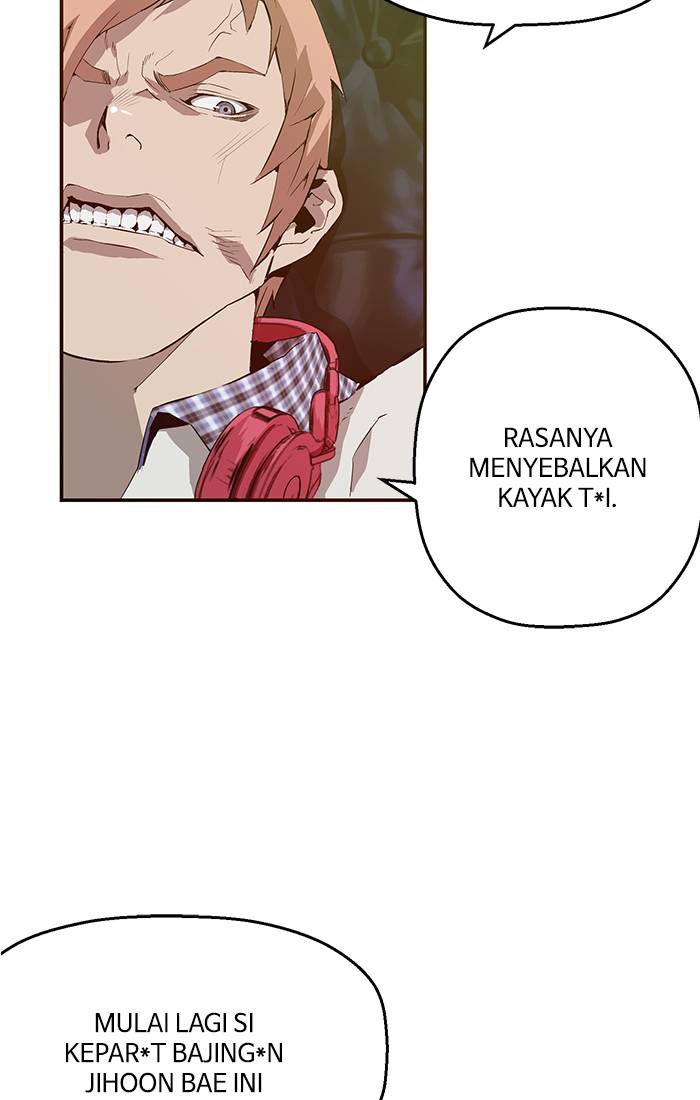 RASANYA
MENYEBALKAN
KAYAK T*I.
MULAI LAGI SI
KEPAR*T BAJING*N
JIHOON BAE INI